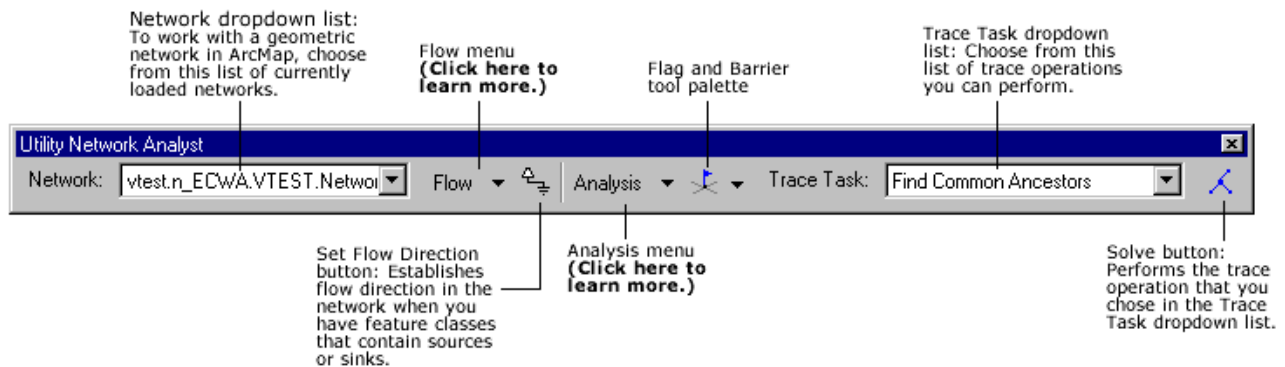 Network dropdown list:
To work with a geometric
network in ArcMap, choose
from this list of currently
loaded networks.
Flow menu
(Click here to
learn more.)
Flag and Barrier
tool palette
Trace Task dropdown
list: Choose from this
list of trace operations
you can perform.
Utility Network Analyst
Network:
vtest.n_ECWA.VTEST.Networ
Flow
Analysis
Trace Task:
Find Common Ancestors
Set Flow Direction
button: Establishes
flow direction in the
network when you
have feature classes
that contain sources
or sinks.
Analysis menu
(Click here to
learn more.)
Solve button:
Performs the trace
operation that you
chose in the Trace
Task dropdown list.